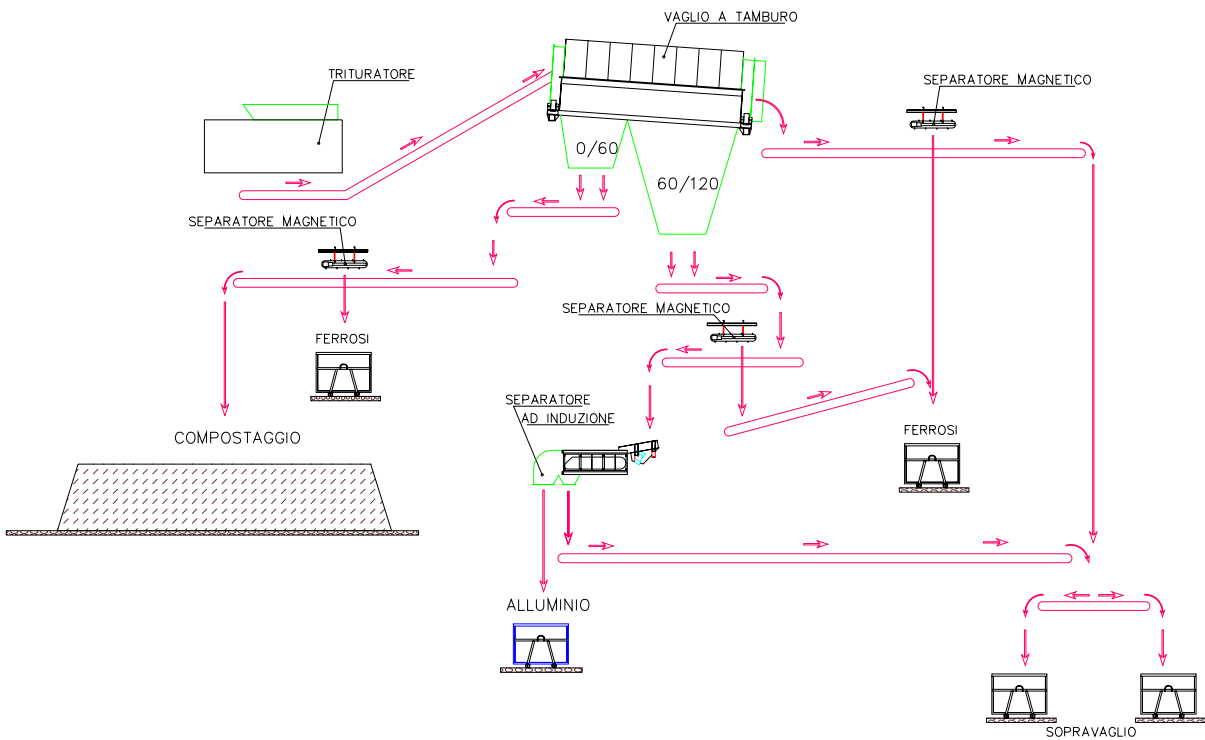 VAGLIO A TAMBURO
TRITURATORE
SEPARATORE MAGNETICO
0/60
60/120
SEPARATORE MAGNETICO
SEPARATORE MAGNETICO
FERROSI
SEPARATORE
AD INDUZIONE
COMPOSTAGGIO
FERROSI
ALLUMINIO
SOPRAVAGLIO